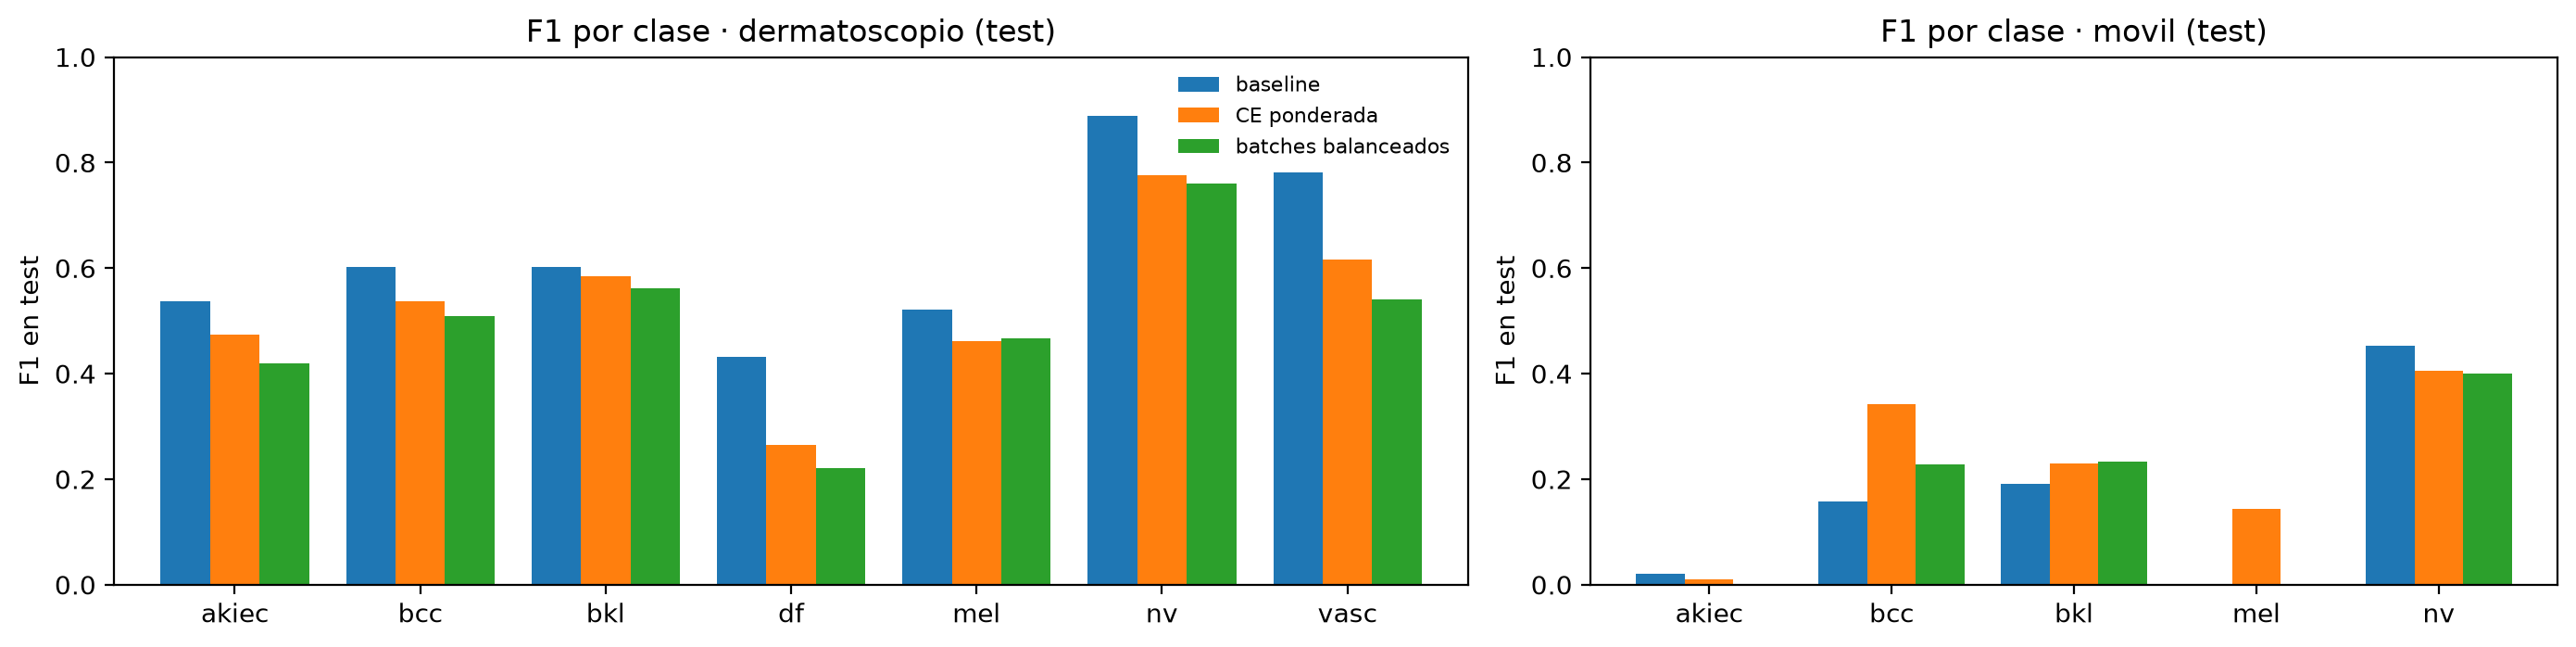 F1 por clase · dermatoscopio (test)
F1 en test
1.0
0.8
0.6
0.4
0.2
0.0
baseline
CE ponderada
batches balanceados
akiec bcc bkl df mel nv vasc
F1 por clase · movil (test)
F1 en test
1.0
0.8
0.6
0.4
0.2
0.0
akiec bcc bkl mel nv